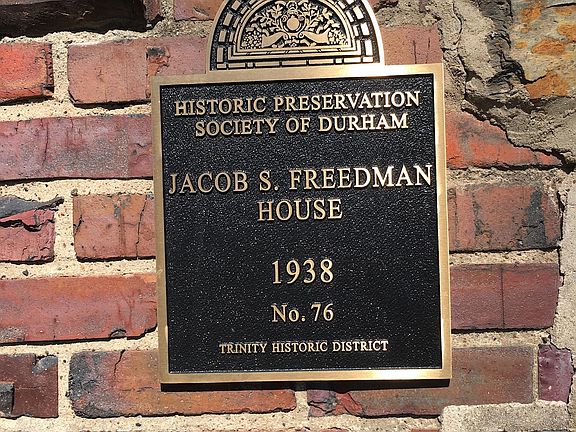 HISTORIC PRESERVATION
SOCIETY OF DURHAM
JACOB S. FREEDMAN
HOUSE
1938
No. 76
TRINITY HISTORIC DISTRICT